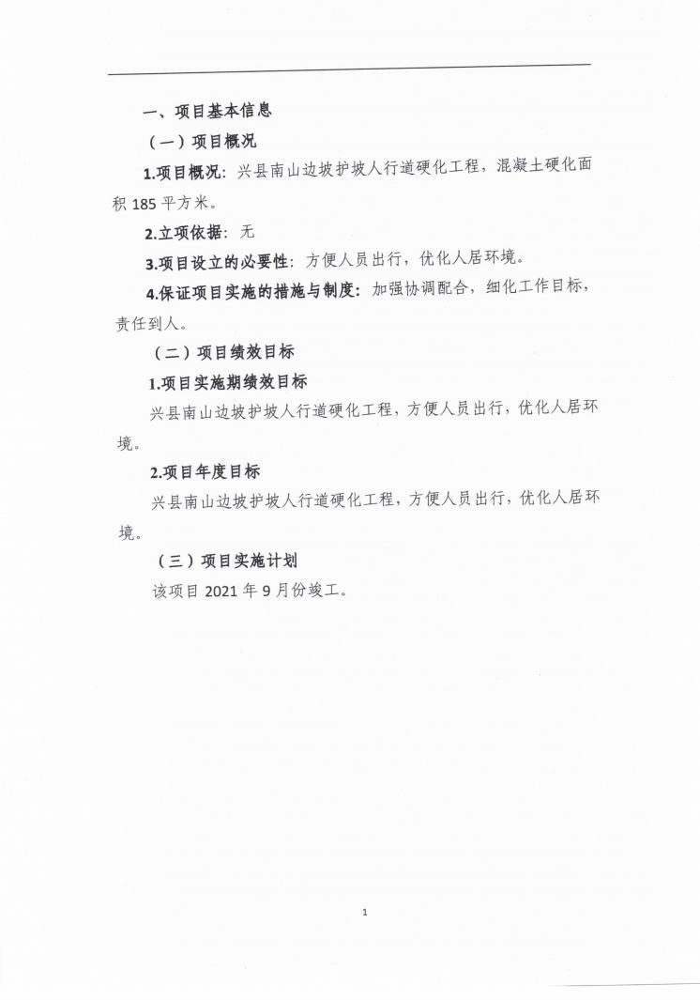 一、项目基本信息
（一）项目概况
1.项目概况：兴县南山边坡护坡人行道硬化工程，混凝土硬化面
积 185 平方米。
2.立项依据：无
3.项目设立的必要性：方便人员出行，优化人居环境。
4.保证项目实施的措施与制度：加强协调配合，细化工作目标，
责任到人。
（二）项目绩效目标
1.项目实施期绩效目标
兴县南山边坡护坡人行道硬化工程，方便人员出行，优化人居环
境。
2.项目年度目标
兴县南山边坡护坡人行道硬化工程，方便人员出行，优化人居环
境。
（三）项目实施计划
该项目 2021 年 9 月份竣工。
1